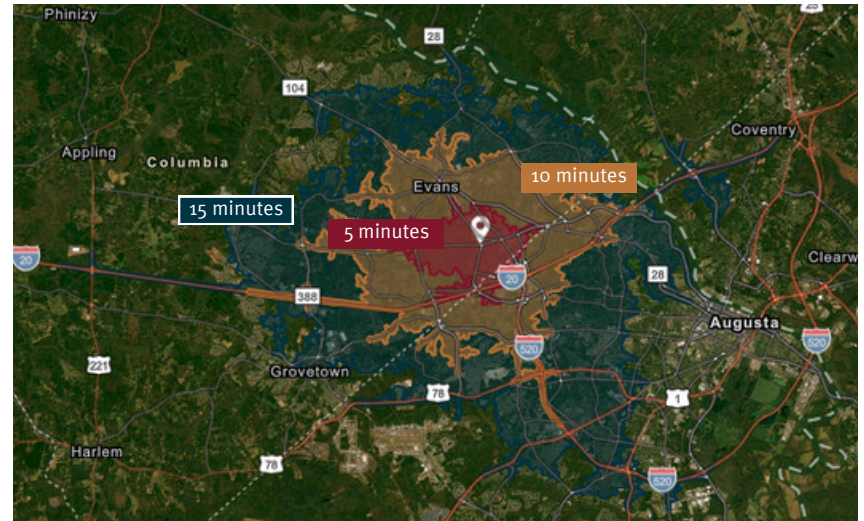 Phinizy
28
25
104
Coventry
Appling
Columbia
Evans
10 minutes
15 minutes
5 minutes
20
20
28
Clearw
388
Augusta
520
520
221
Grovetown
78
1
Harlem
78
520